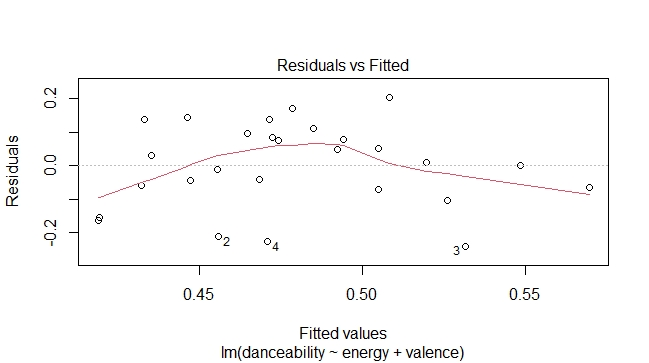 Residuals vs Fitted
Residuals
0.2
0.0
-0.2
2
4
3
0.45 0.50 0.55
Fitted values
lm(danceability ~ energy + valence)